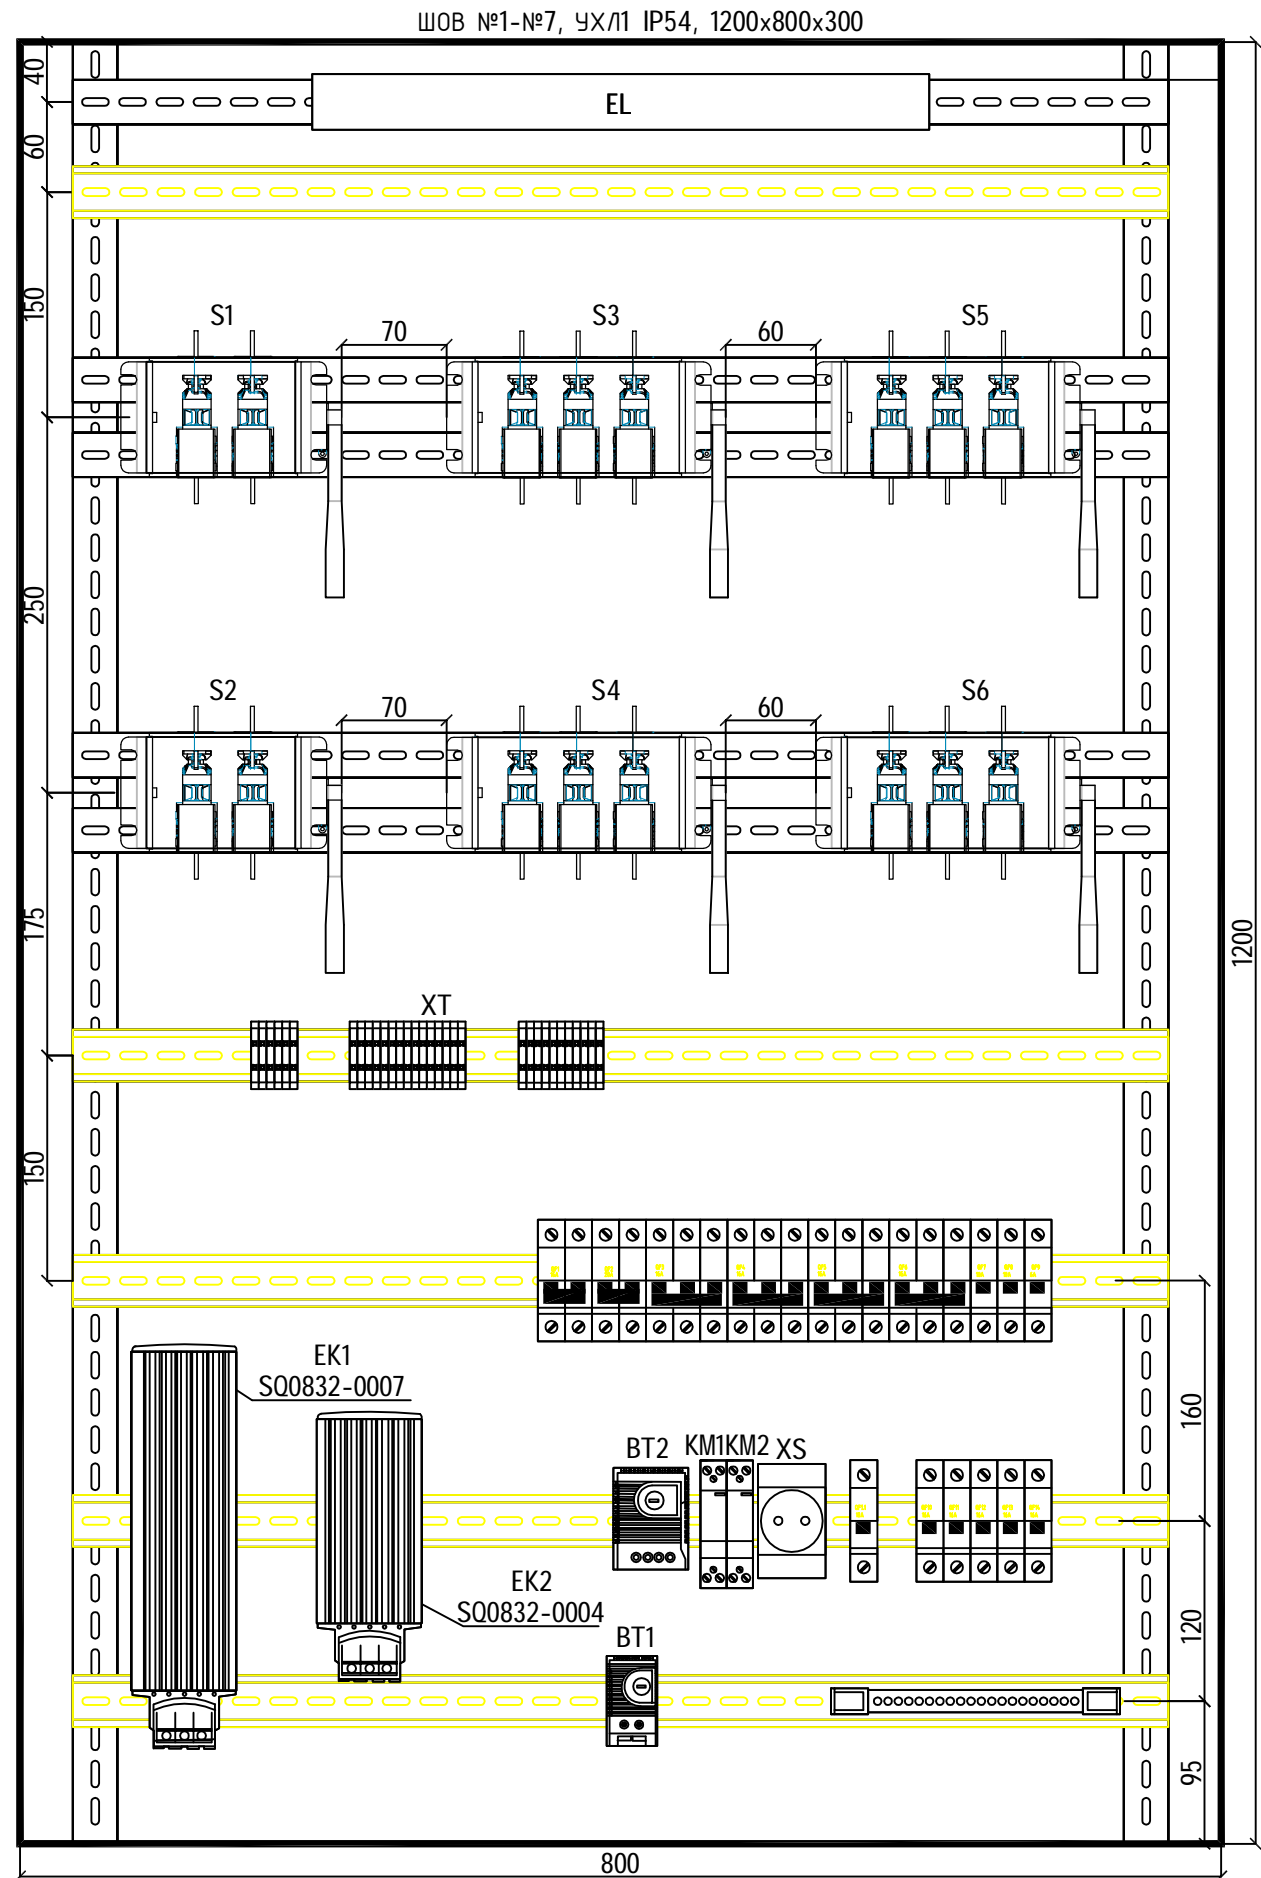 ШОВ №1-№7, УХЛ1 IP54, 1200x800x300
40
EL
60
150
S1
70
S3
60
S5
250
S2
70
S4
60
S6
175
1200
XT
150
EK1
SQ0832-0007
160
BT2
KM1KM2
XS
EK2
SQ0832-0004
BT1
120
95
800